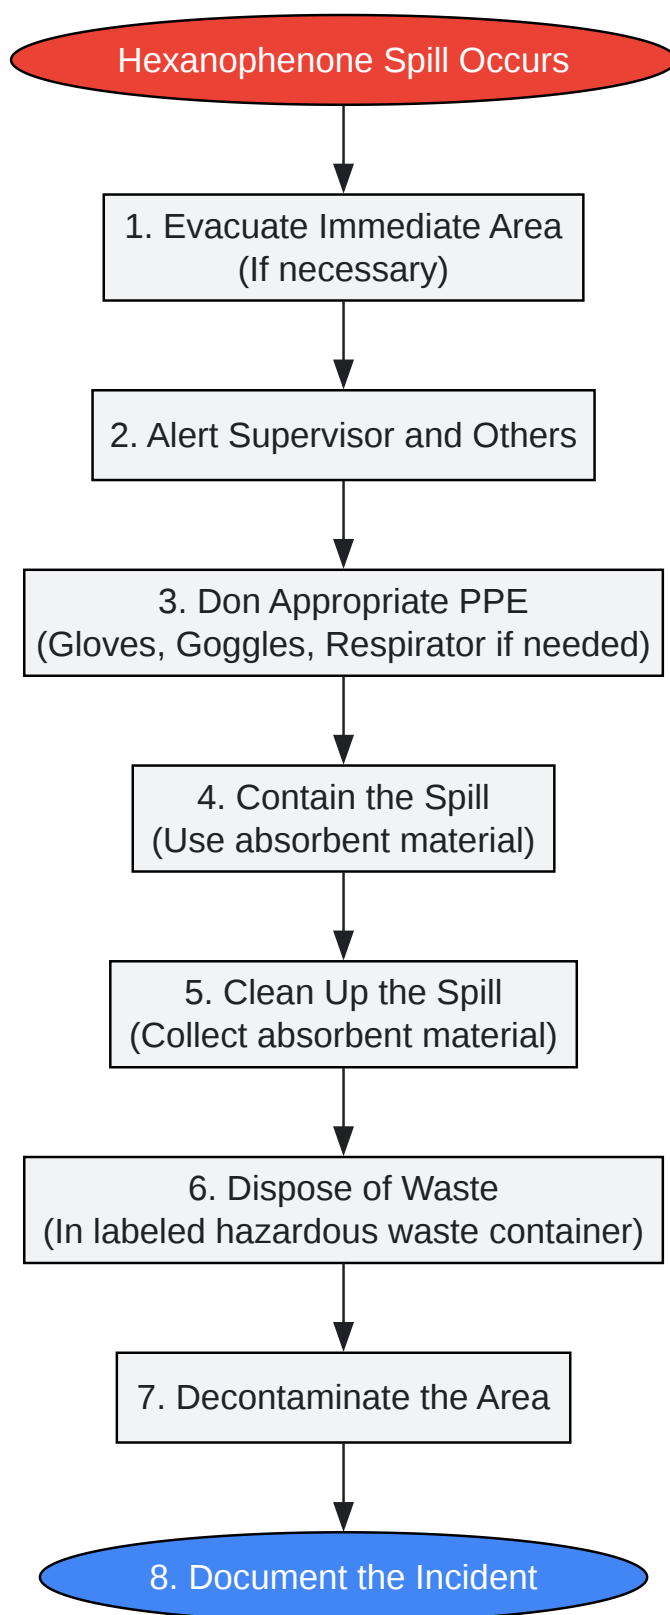 Hexanophenone Spill Occurs
1. Evacuate Immediate Area
(If necessary)
2. Alert Supervisor and Others
3. Don Appropriate PPE
(Gloves, Goggles, Respirator if needed)
4. Contain the Spill
(Use absorbent material)
5. Clean Up the Spill
(Collect absorbent material)
6. Dispose of Waste
(In labeled hazardous waste container)
7. Decontaminate the Area
8. Document the Incident